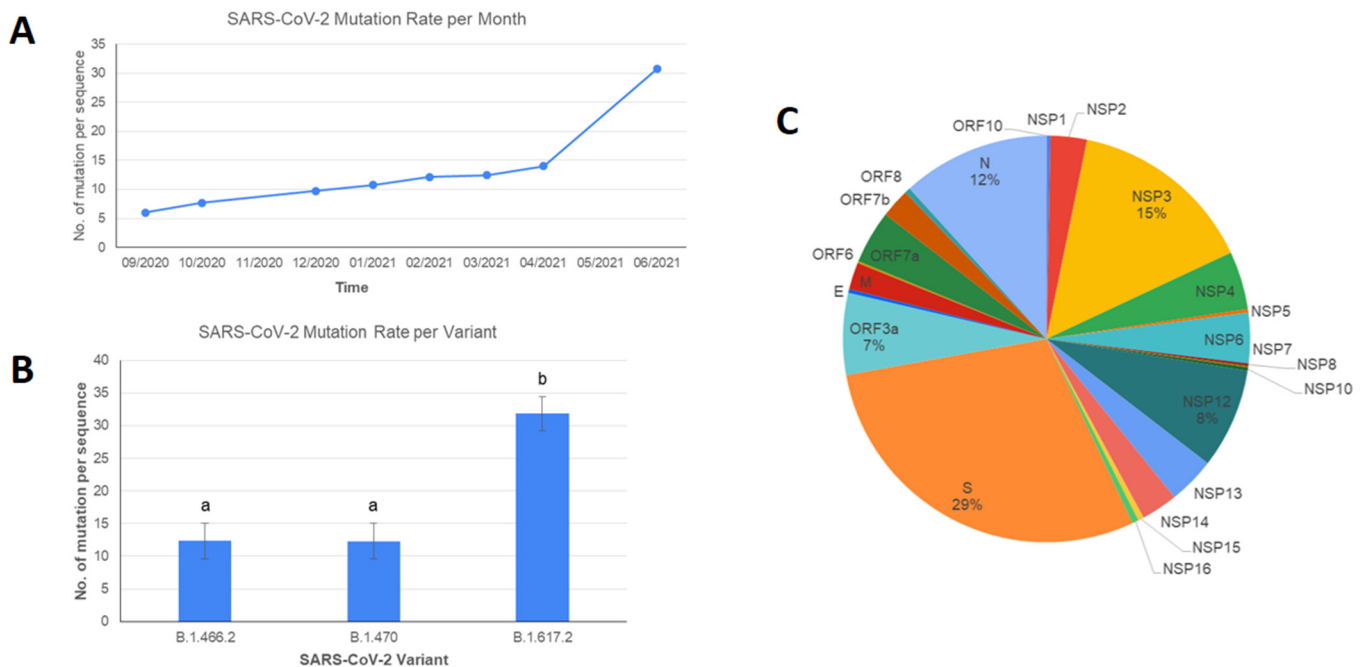 A
SARS-CoV-2 Mutation Rate per Month
No. of mutation per sequence
35
30
25
20
15
10
5
0
09/2020 10/2020 11/2020 12/2020 01/2021 02/2021 03/2021 04/2021 05/2021 06/2021
Time
B
SARS-CoV-2 Mutation Rate per Variant
No. of mutation per sequence
40
35
30
25
20
15
10
5
0
a
a
b
B.1.466.2 B.1.470 B.1.617.2
SARS-CoV-2 Variant
C
NSP1
NSP2
NSP3
15%
NSP4
NSP5
NSP6
NSP7
NSP8
NSP10
NSP12
8%
NSP13
NSP14
NSP15
NSP16
S
29%
ORF3a
7%
E
M
ORF6
ORF7a
ORF7b
ORF8
N
12%
ORF10